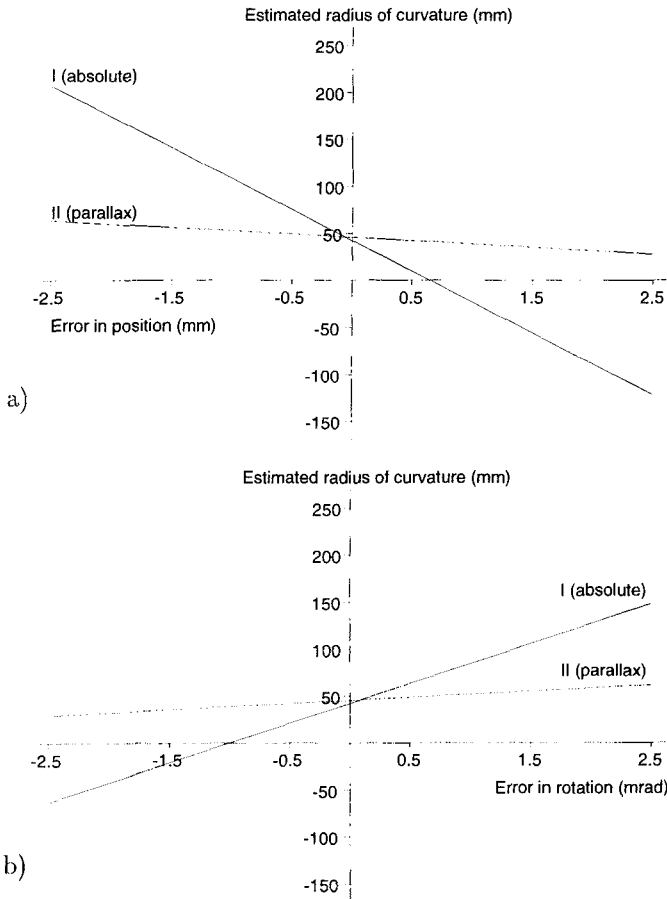 Estimated radius of curvature (mm)
250
I (absolute)
200
150
100
II (parallax)
50
-2.5 -1.5 -0.5 0.5 1.5 2.5
Error in position (mm)
-50
-100
a)
-150
Estimated radius of curvature (mm)
250
200
I (absolute)
150
100
II (parallax)
50
-2.5 -1.5 -0.5 0.5 1.5 2.5
Error in rotation (mrad)
-50
-100
b)
-150